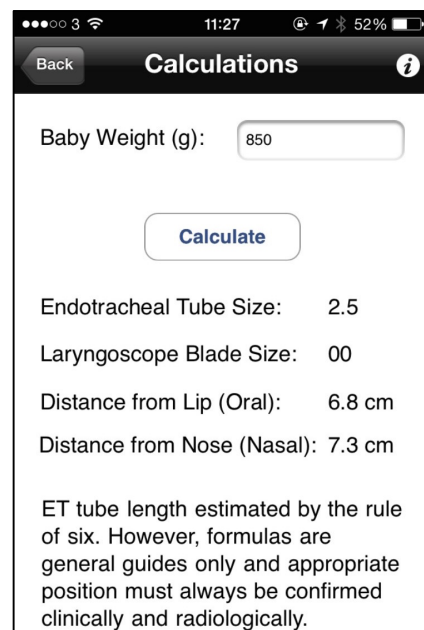 3 11:27 52%
Back Calculations i
Baby Weight (g): 850
Calculate
Endotracheal Tube Size: 2.5
Laryngoscope Blade Size: 00
Distance from Lip (Oral): 6.8 cm
Distance from Nose (Nasal): 7.3 cm
ET tube length estimated by the rule
of six. However, formulas are
general guides only and appropriate
position must always be confirmed
clinically and radiologically.